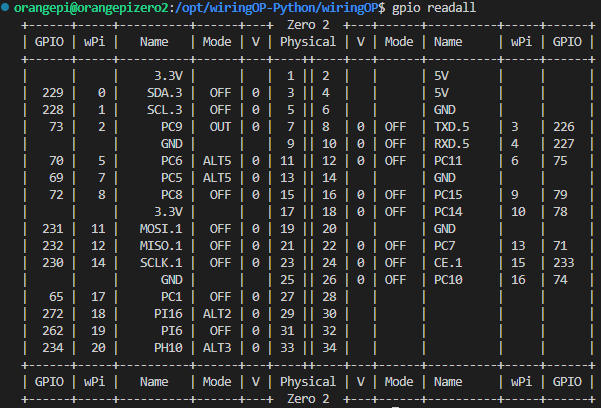 orangepi@orangepizero2:/opt/wiringOP-Python/wiringOP$ gpio readall
+------+-----+----------+--------+---+  Zero 2  +---+--------+----------+-----+------+
| GPIO | wPi |   Name   |  Mode  | V | Physical | V |  Mode  |   Name   | wPi | GPIO |
+------+-----+----------+--------+---+----++----+---+--------+----------+-----+------+
|      |     |     3.3V |        |   |  1 || 2  |   |        | 5V       |     |      |
|  229 |   0 |    SDA.3 |    OFF | 0 |  3 || 4  |   |        | 5V       |     |      |
|  228 |   1 |    SCL.3 |    OFF | 0 |  5 || 6  |   |        | GND      |     |      |
|   73 |   2 |      PC9 |    OUT | 0 |  7 || 8  | 0 | OFF    | TXD.5    | 3   | 226  |
|      |     |      GND |        |   |  9 || 10 | 0 | OFF    | RXD.5    | 4   | 227  |
|   70 |   5 |      PC6 |   ALT5 | 0 | 11 || 12 | 0 | OFF    | PC11     | 6   | 75   |
|   69 |   7 |      PC5 |   ALT5 | 0 | 13 || 14 |   |        | GND      |     |      |
|   72 |   8 |      PC8 |    OFF | 0 | 15 || 16 | 0 | OFF    | PC15     | 9   | 79   |
|      |     |     3.3V |        |   | 17 || 18 | 0 | OFF    | PC14     | 10  | 78   |
|  231 |  11 |   MOSI.1 |    OFF | 0 | 19 || 20 |   |        | GND      |     |      |
|  232 |  12 |   MISO.1 |    OFF | 0 | 21 || 22 | 0 | OFF    | PC7      | 13  | 71   |
|  230 |  14 |   SCLK.1 |    OFF | 0 | 23 || 24 | 0 | OFF    | CE.1     | 15  | 233  |
|      |     |      GND |        |   | 25 || 26 | 0 | OFF    | PC10     | 16  | 74   |
|   65 |  17 |      PC1 |    OFF | 0 | 27 || 28 |   |        |          |     |      |
|  272 |  18 |     PI16 |   ALT2 | 0 | 29 || 30 |   |        |          |     |      |
|  262 |  19 |      PI6 |    OFF | 0 | 31 || 32 |   |        |          |     |      |
|  234 |  20 |     PH10 |   ALT3 | 0 | 33 || 34 |   |        |          |     |      |
+------+-----+----------+--------+---+----++----+---+--------+----------+-----+------+
| GPIO | wPi |   Name   |  Mode  | V | Physical | V |  Mode  |   Name   | wPi | GPIO |
+------+-----+----------+--------+---+  Zero 2  +---+--------+----------+-----+------+